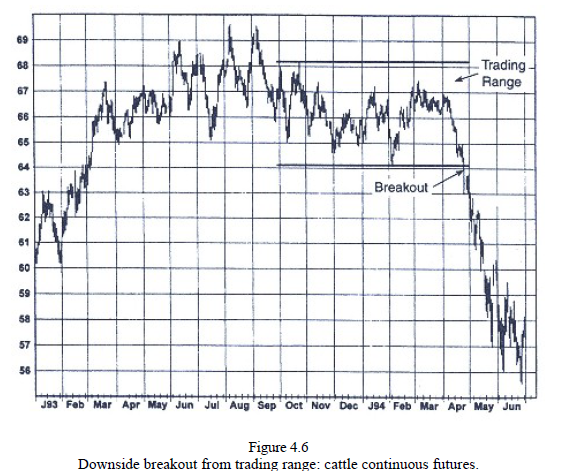 69
68
Trading
Range
67
66
65
64
Breakout
63
62
61
60
59
58
57
56
J93 Feb Mar Apr May Jun Jul Aug Sep Oct Nov Dec J94 Feb Mar Apr May Jun
Figure 4.6
Downside breakout from trading range: cattle continuous futures.